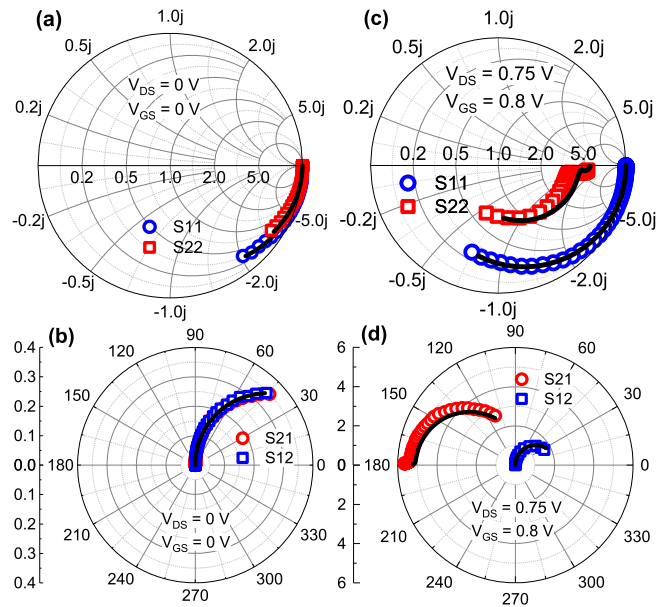 (a)
1.0j
0.5j
2.0j
V_DS = 0 V
V_GS = 0 V
0.2j
5.0j
0.2 0.5 1.0 2.0 5.0
-0.2j
S11
S22
-5.0j
-0.5j
-2.0j
-1.0j
(c)
1.0j
0.5j
2.0j
V_DS = 0.75 V
V_GS = 0.8 V
0.2j
5.0j
0.2 0.5 1.0 2.0 5.0
S11
S22
-0.2j
-5.0j
-0.5j
-2.0j
-1.0j
(b)
0.4
0.3
0.2
0.1
0.0
0.1
0.2
0.3
0.4
90
120
60
150
30
180
0
S21
S12
V_DS = 0 V
V_GS = 0 V
210
330
240
300
270
(d)
6
4
2
0
2
4
6
90
120
60
150
30
180
0
S21
S12
V_DS = 0.75 V
V_GS = 0.8 V
210
330
240
300
270